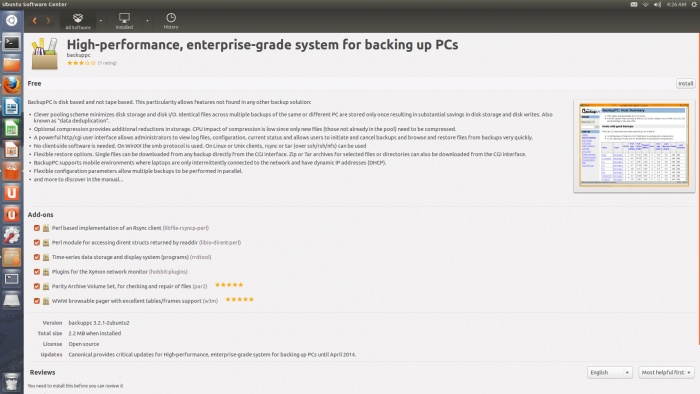 Ubuntu Software Center
4:26 AM
All Software
Installed
History
High-performance, enterprise-grade system for backing up PCs
backuppc
(1 rating)
Free
Install
BackupPC is disk based and not tape based. This particularity allows features not found in any other backup solution:
• Clever pooling scheme minimizes disk storage and disk I/O. Identical files across multiple backups of the same or different PC are stored only once resulting in substantial savings in disk storage and disk writes. Also
known as "data deduplication".
• Optional compression provides additional reductions in storage. CPU impact of compression is low since only new files (those not already in the pool) need to be compressed.
• A powerful http/cgi user interface allows administrators to view log files, configuration, current status and allows users to initiate and cancel backups and browse and restore files from backups very quickly.
• No client-side software is needed. On WinXX the smb protocol is used. On Linux or Unix clients, rsync or tar (over ssh/rsh/nfs) can be used
• Flexible restore options. Single files can be downloaded from any backup directly from the CGI interface. Zip or Tar archives for selected files or directories can also be downloaded from the CGI interface.
• BackupPC supports mobile environments where laptops are only intermittently connected to the network and have dynamic IP addresses (DHCP).
• Flexible configuration parameters allow multiple backups to be performed in parallel.
• and more to discover in the manual...
Add-ons
Perl based implementation of an Rsync client (libfile-rsyncp-perl)
Perl module for accessing dirent structs returned by readdir (libio-dirent-perl)
Time-series data storage and display system (programs) (rrdtool)
Plugins for the Xymon network monitor (hobbit-plugins)
Parity Archive Volume Set, for checking and repair of files (par2)
WWW browsable pager with excellent tables/frames support (w3m)
Version backuppc 3.2.1-2ubuntu2
Total size 2.2 MB when installed
License Open source
Updates Canonical provides critical updates for High-performance, enterprise-grade system for backing up PCs until April 2014.
Reviews
English
Most helpful first
You need to install this before you can review it